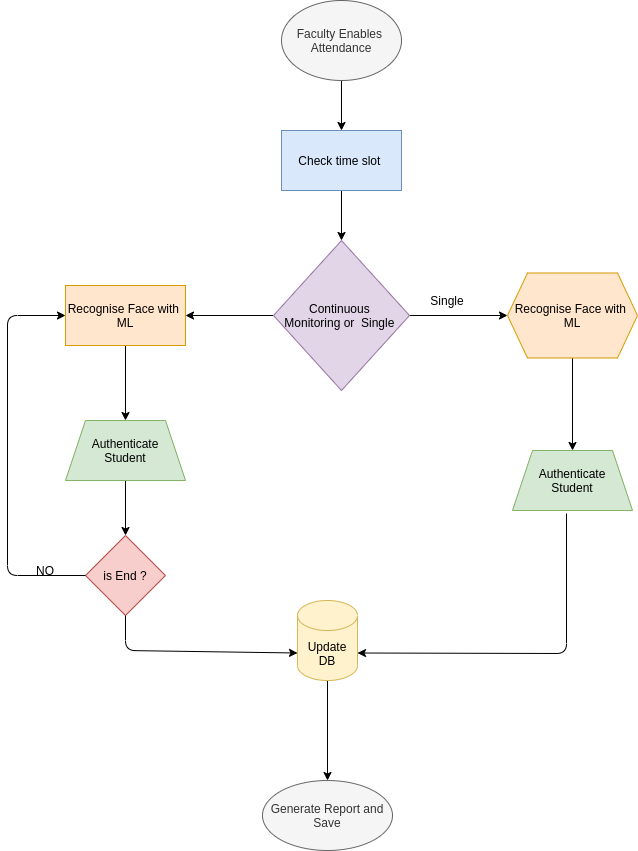 Faculty Enables
Attendance
Check time slot
Continuous
Monitoring or  Single
Single
Recognise Face with
ML
Recognise Face with
ML
Authenticate
Student
Authenticate
Student
is End ?
NO
Update
DB
Generate Report and
Save